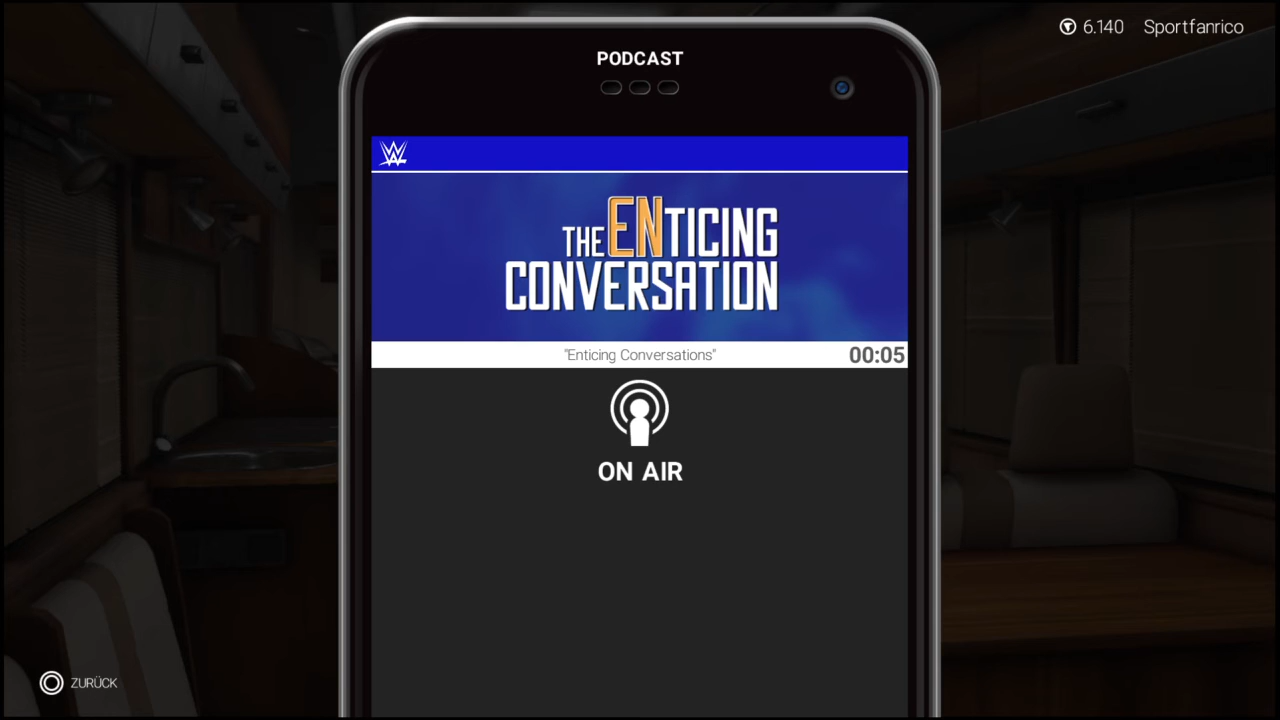 6.140 Sportfanrico
PODCAST
THE ENTICING
CONVERSATION
"Enticing Conversations" 00:05
ON AIR
ZURÜCK